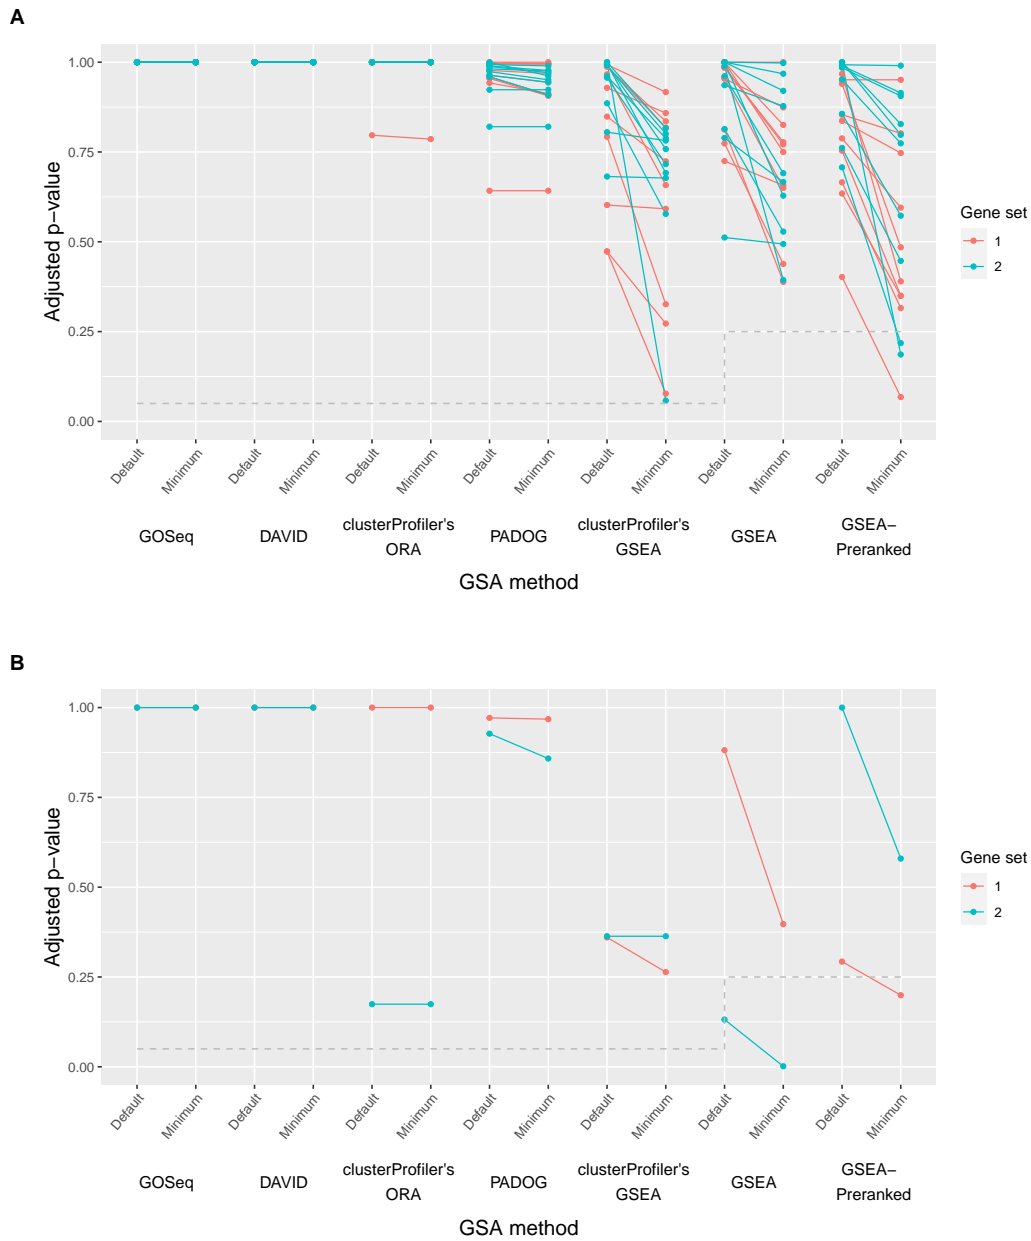 A
Adjusted p−value
1.00
0.75
0.50
0.25
0.00
Default
Minimum
Default
Minimum
Default
Minimum
Default
Minimum
Default
Minimum
Default
Minimum
Default
Minimum
GOSeq
DAVID
clusterProfiler's
ORA
PADOG
clusterProfiler's
GSEA
GSEA
GSEA−
Preranked
GSA method
Gene set
1
2
B
Adjusted p−value
1.00
0.75
0.50
0.25
0.00
Default
Minimum
Default
Minimum
Default
Minimum
Default
Minimum
Default
Minimum
Default
Minimum
Default
Minimum
GOSeq
DAVID
clusterProfiler's
ORA
PADOG
clusterProfiler's
GSEA
GSEA
GSEA−
Preranked
GSA method
Gene set
1
2